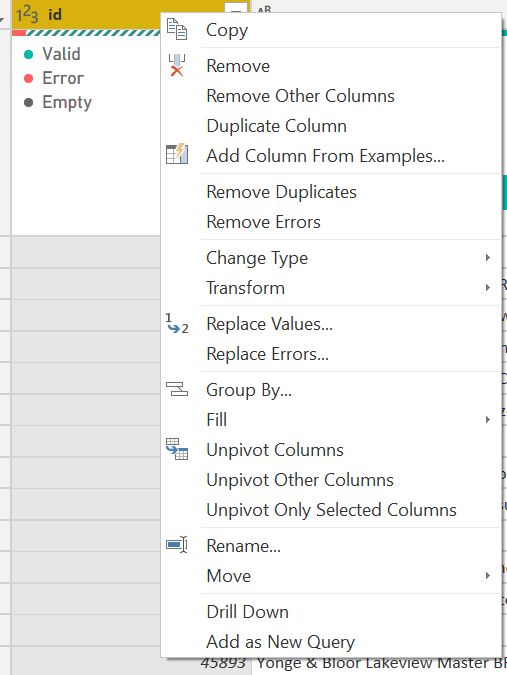 123 id
Valid
Error
Empty
Copy
Remove
Remove Other Columns
Duplicate Column
Add Column From Examples...
Remove Duplicates
Remove Errors
Change Type
Transform
Replace Values...
Replace Errors...
Group By...
Fill
Unpivot Columns
Unpivot Other Columns
Unpivot Only Selected Columns
Rename...
Move
Drill Down
Add as New Query
45893 Yonge & Bloor Lakeview Master